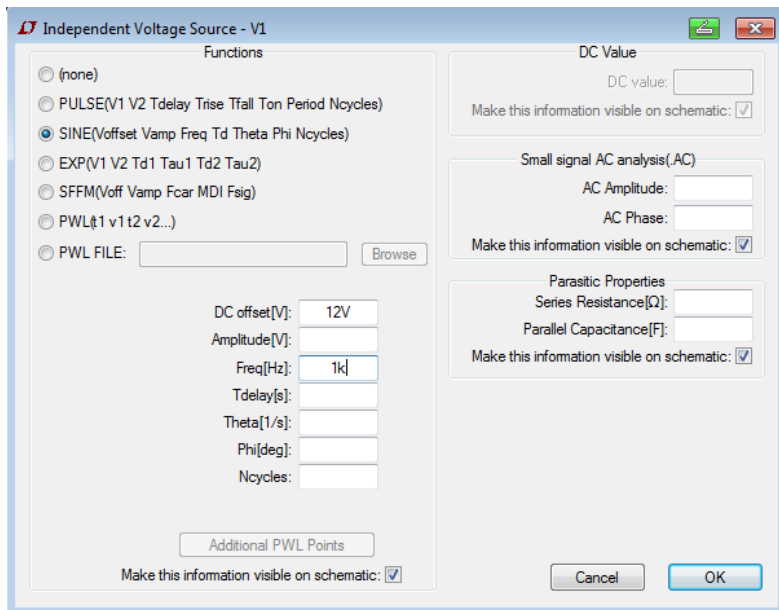 Independent Voltage Source - V1
Functions
(none)
PULSE(V1 V2 Tdelay Trise Tfall Ton Period Ncycles)
SINE(Voffset Vamp Freq Td Theta Phi Ncycles)
EXP(V1 V2 Td1 Tau1 Td2 Tau2)
SFFM(Voff Vamp Fcar MDI Fsig)
PWL(t1 v1 t2 v2...)
PWL FILE: Browse
DC offset[V]: 12V
Amplitude[V]:
Freq[Hz]: 1k
Tdelay[s]:
Theta[1/s]:
Phi[deg]:
Ncycles:
Additional PWL Points
Make this information visible on schematic:
DC Value
DC value:
Make this information visible on schematic:
Small signal AC analysis(.AC)
AC Amplitude:
AC Phase:
Make this information visible on schematic:
Parasitic Properties
Series Resistance[Ω]:
Parallel Capacitance[F]:
Make this information visible on schematic:
Cancel OK